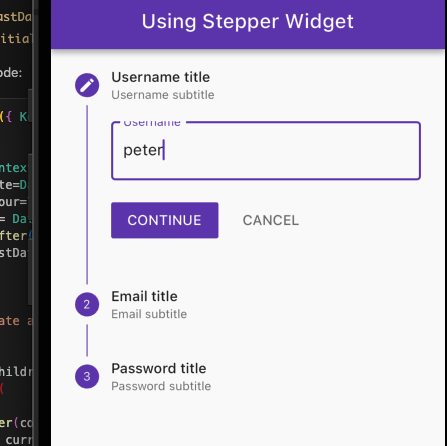 Using Stepper Widget
Username title
Username subtitle
Username
peter
CONTINUE
CANCEL
2
Email title
Email subtitle
3
Password title
Password subtitle
astDa
itial
ode:
({ K
ntex
te=D
our=
= Da
fter(
stDa
ate a
hildr
(
er(co
curr